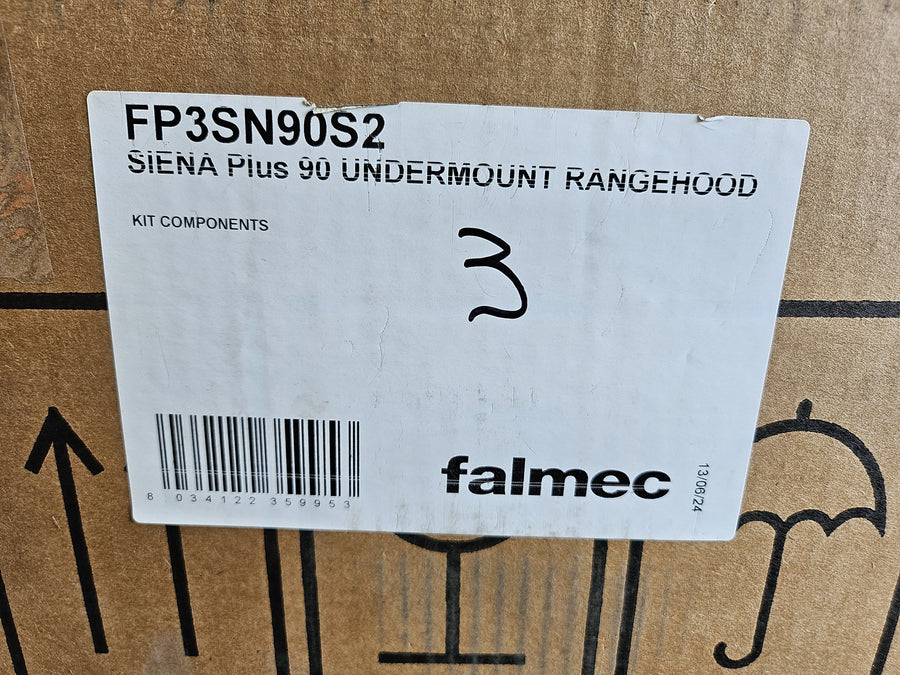 FP3SN90S2
SIENA Plus 90 UNDERMOUNT RANGEHOOD
KIT COMPONENTS
3
8 034122 359953
falmec
13/06/24